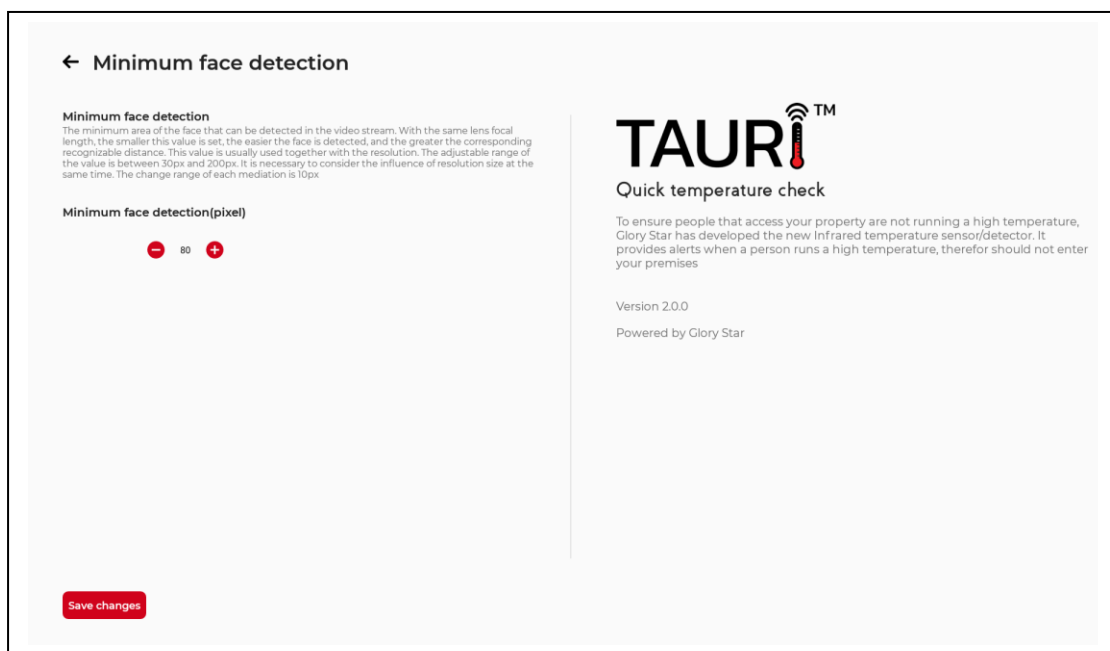 Minimum face detection
Minimum face detection
The minimum area of the face that can be detected in the video stream. With the same lens focal
length, the smaller this value is set, the easier the face is detected, and the greater the corresponding
recognizable distance. This value is usually used together with the resolution. The adjustable range of
the value is between 30px and 200px. It is necessary to consider the influence of resolution size at the
same time. The change range of each mediation is 10px
Minimum face detection(pixel)
80
Save changes
TAURI™
Quick temperature check
To ensure people that access your property are not running a high temperature,
Glory Star has developed the new Infrared temperature sensor/detector. It
provides alerts when a person runs a high temperature, therefor should not enter
your premises
Version 2.0.0
Powered by Glory Star